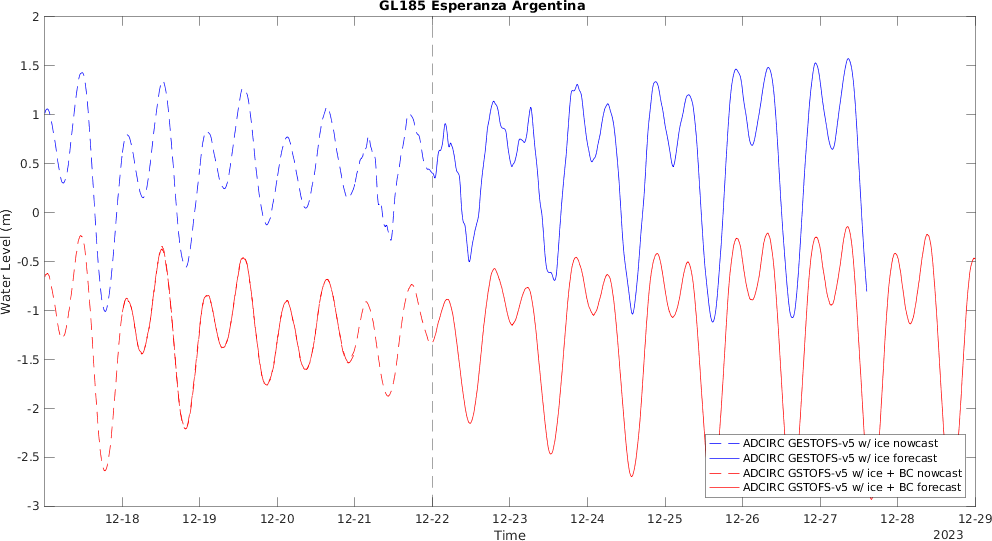 GL185 Esperanza Argentina
2
1.5
1
0.5
0
-0.5
-1
-1.5
-2
-2.5
-3
Water Level (m)
ADCIRC GESTOFS-v5 w/ ice nowcast
ADCIRC GESTOFS-v5 w/ ice forecast
ADCIRC GSTOFS-v5 w/ ice + BC nowcast
ADCIRC GSTOFS-v5 w/ ice + BC forecast
12-18 12-19 12-20 12-21 12-22 12-23 12-24 12-25 12-26 12-27 12-28 12-29
Time
2023